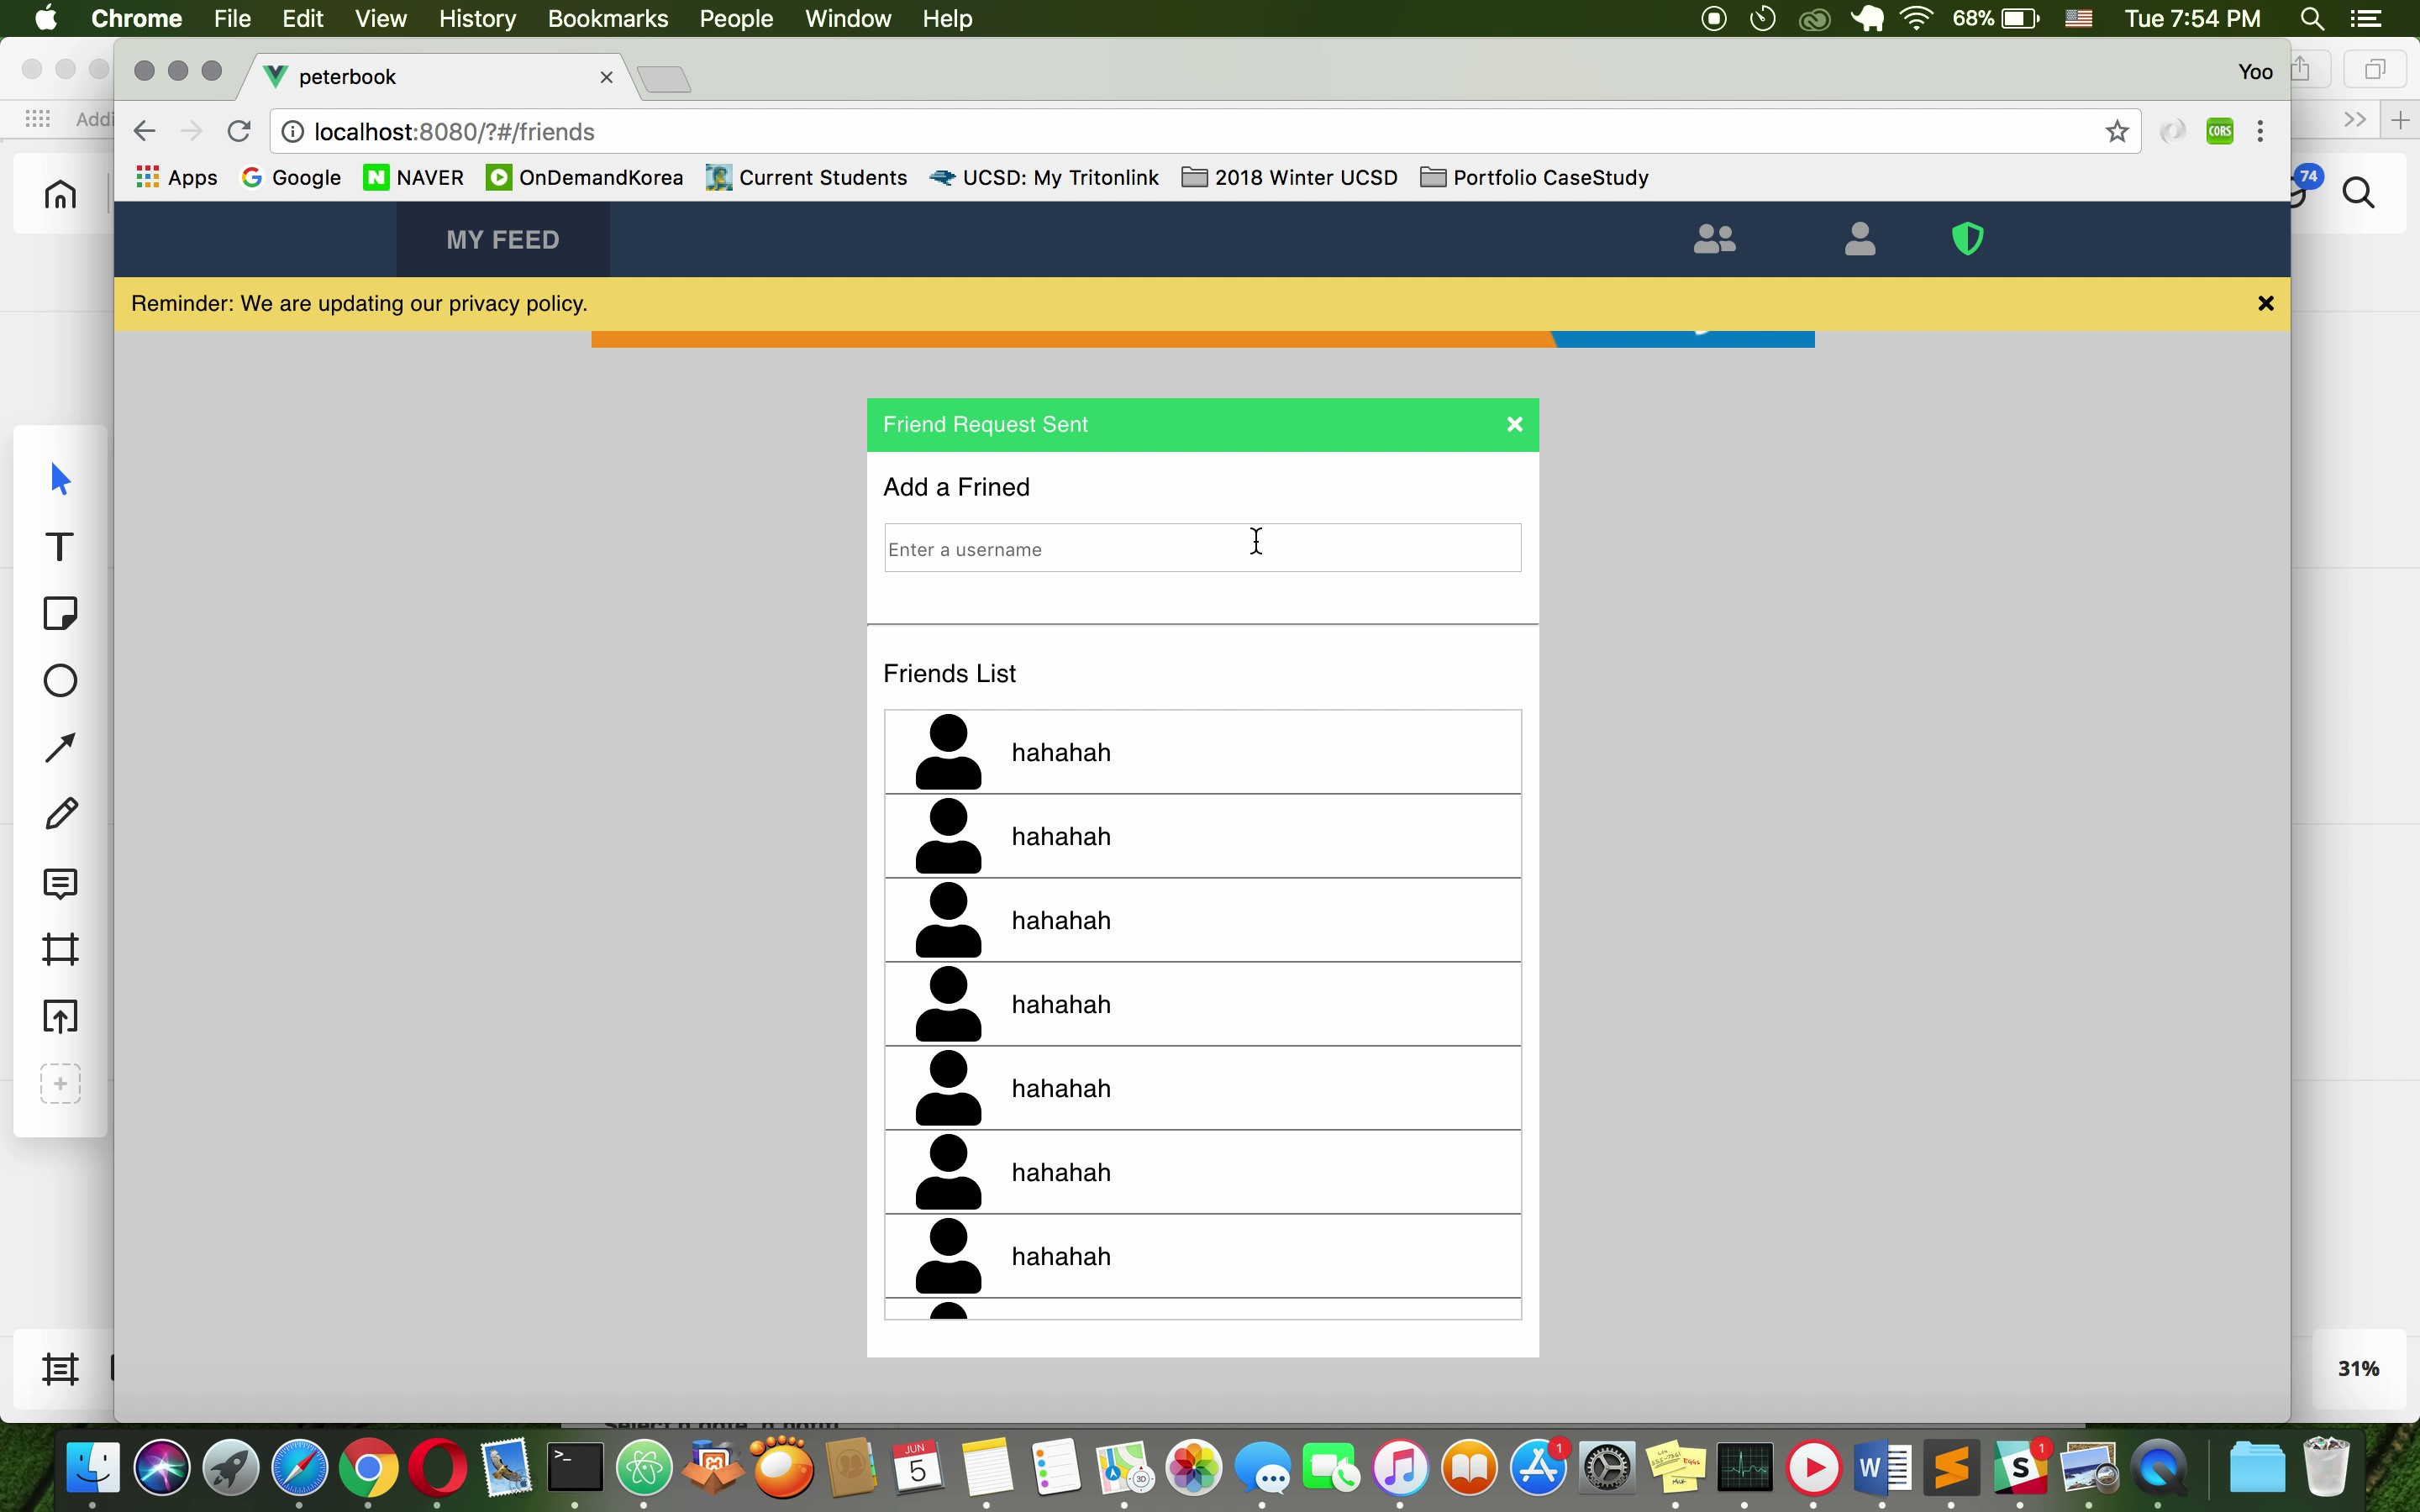 Chrome File Edit View History Bookmarks People Window Help 68% Tue 7:54 PM
peterbook Yoo
Addi localhost:8080/?#/friends CORS
Apps Google N NAVER OnDemandKorea Current Students UCSD: My Tritonlink 2018 Winter UCSD Portfolio CaseStudy 74
MY FEED
Reminder: We are updating our privacy policy.
Friend Request Sent
Add a Frined
Enter a username
Friends List
hahahah
hahahah
hahahah
hahahah
hahahah
hahahah
hahahah
31%
JUN
5
3D
1
W
S
1